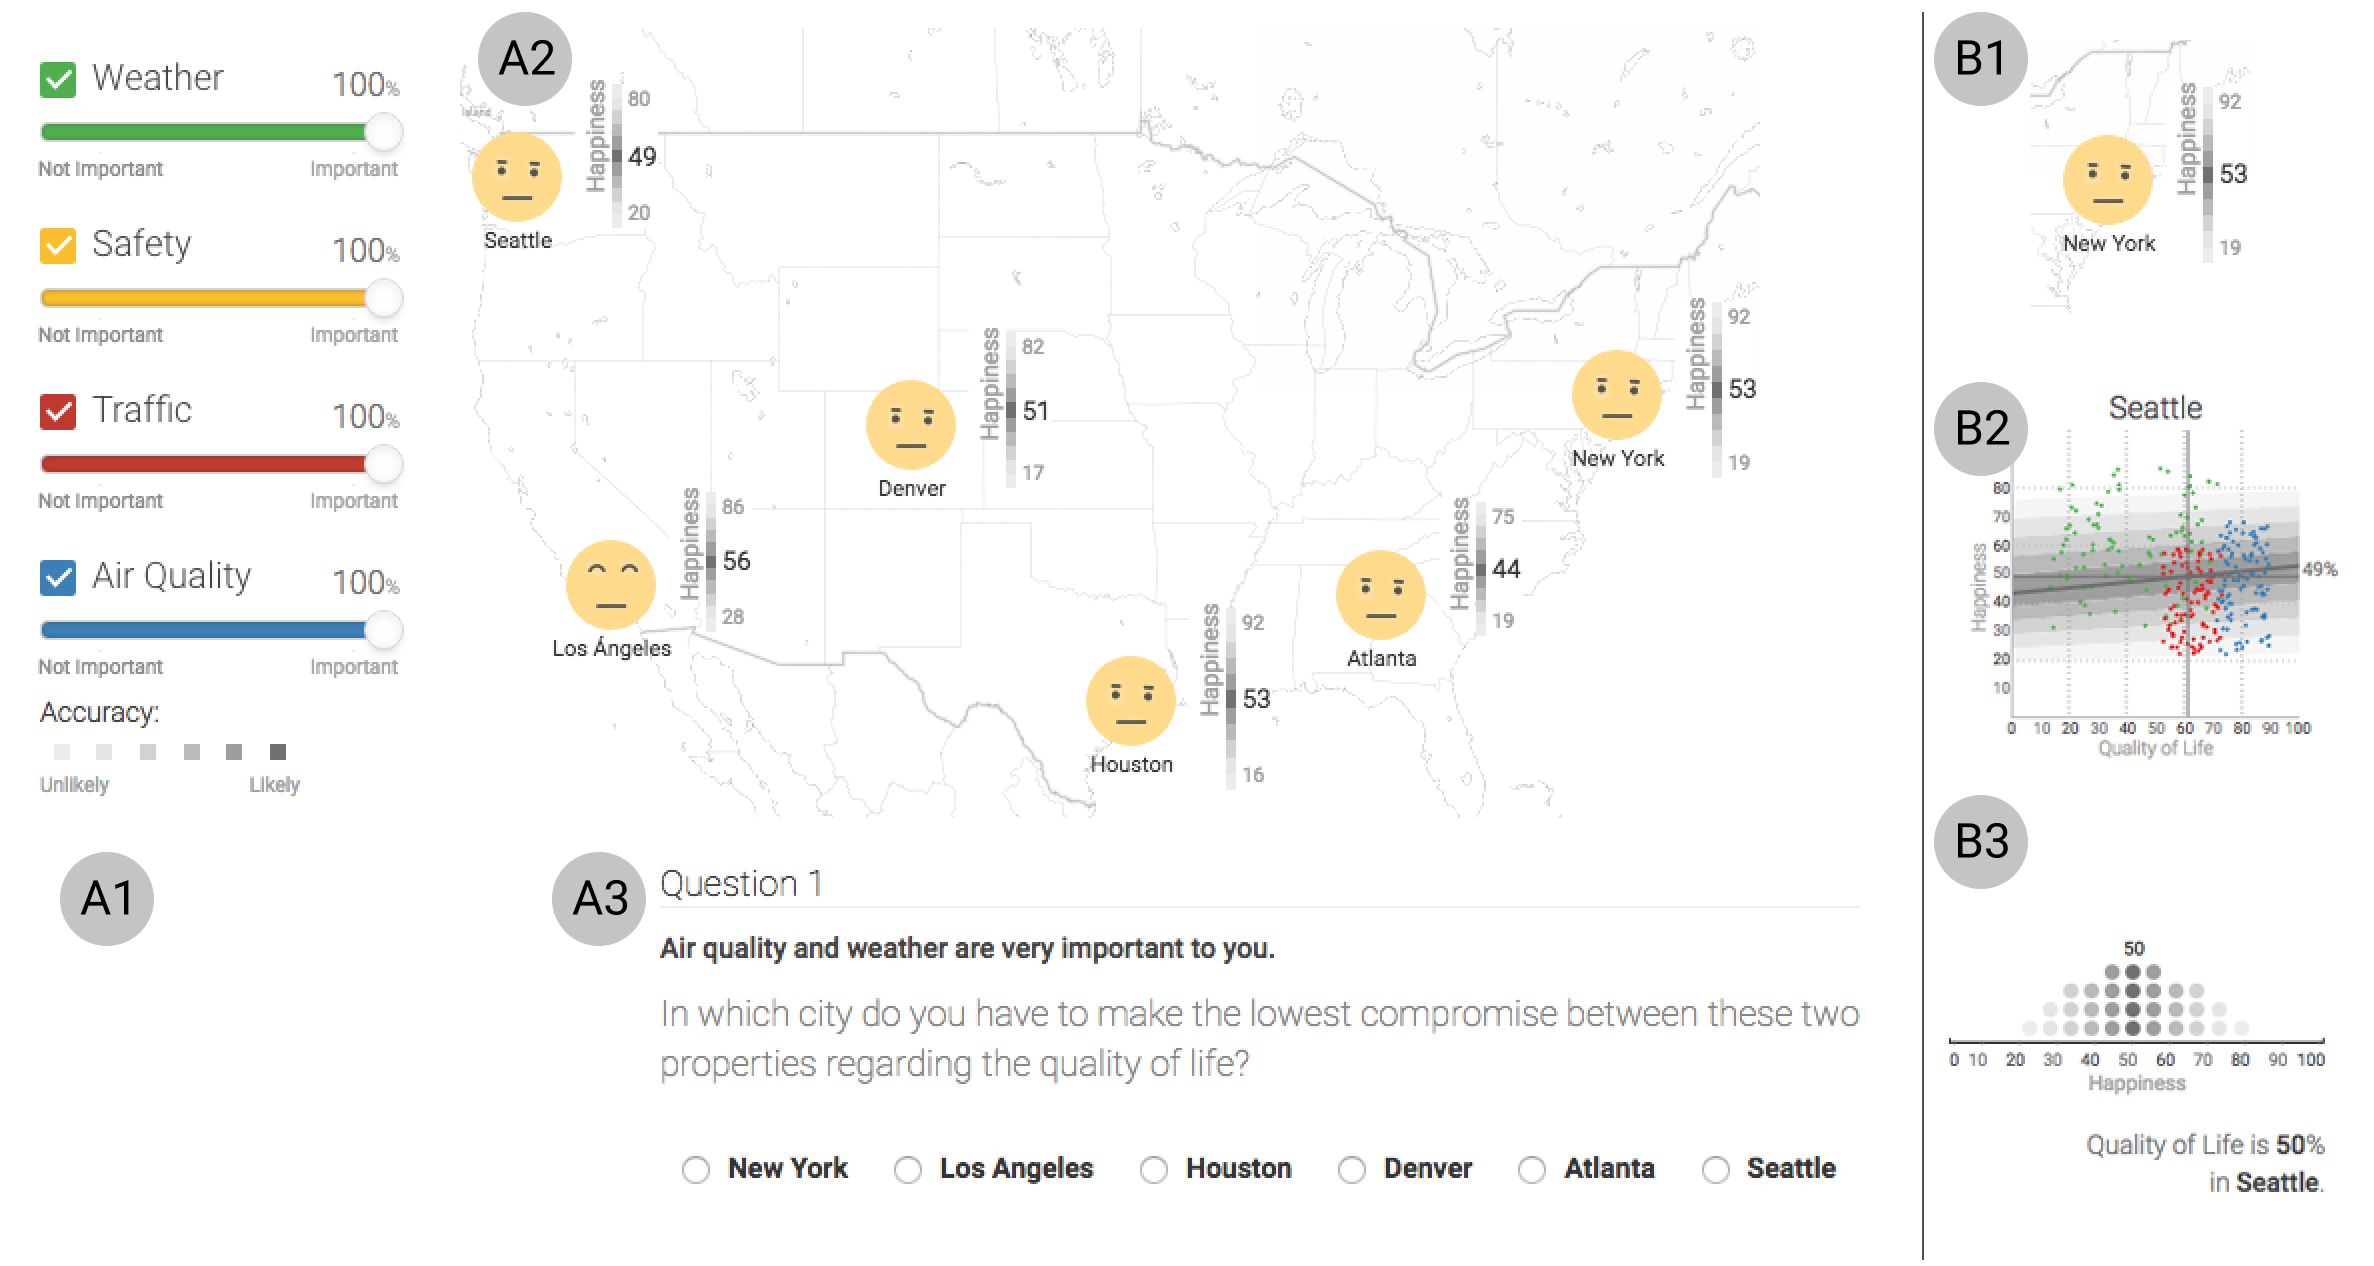 A1
Weather 100%
Not Important Important
Safety 100%
Not Important Important
Traffic 100%
Not Important Important
Air Quality 100%
Not Important Important
Accuracy:
Unlikely Likely
A2
Island
Happiness 80 49 20
Seattle
Happiness 82 51 17
Denver
Happiness 92 53 19
New York
Happiness 86 56 28
Los Ángeles
Happiness 75 44 19
Atlanta
Happiness 92 53 16
Houston
A3
Question 1
Air quality and weather are very important to you.
In which city do you have to make the lowest compromise between these two
properties regarding the quality of life?
New York Los Angeles Houston Denver Atlanta Seattle
B1
Happiness 92 53 19
New York
B2
Seattle
80
70
60
50
40
30
20
10
Happiness
49%
0 10 20 30 40 50 60 70 80 90 100
Quality of Life
B3
50
0 10 20 30 40 50 60 70 80 90 100
Happiness
Quality of Life is 50%
in Seattle.